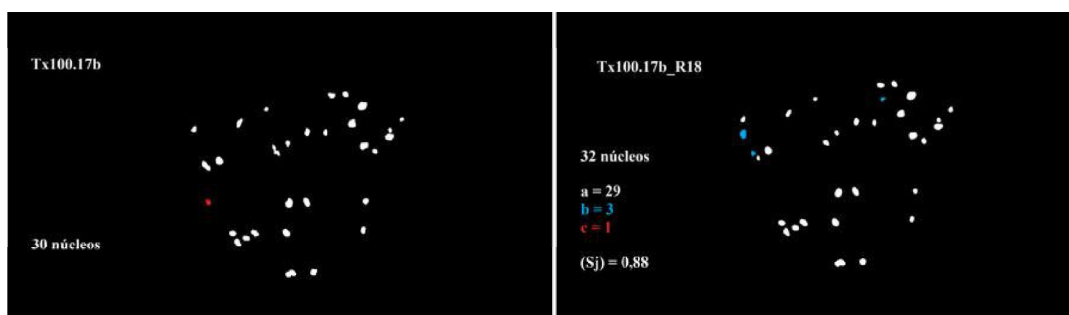 Tx100.17b
30 núcleos
Tx100.17b_R18
32 núcleos
a = 29
b = 3
c = 1
(Sj) = 0,88